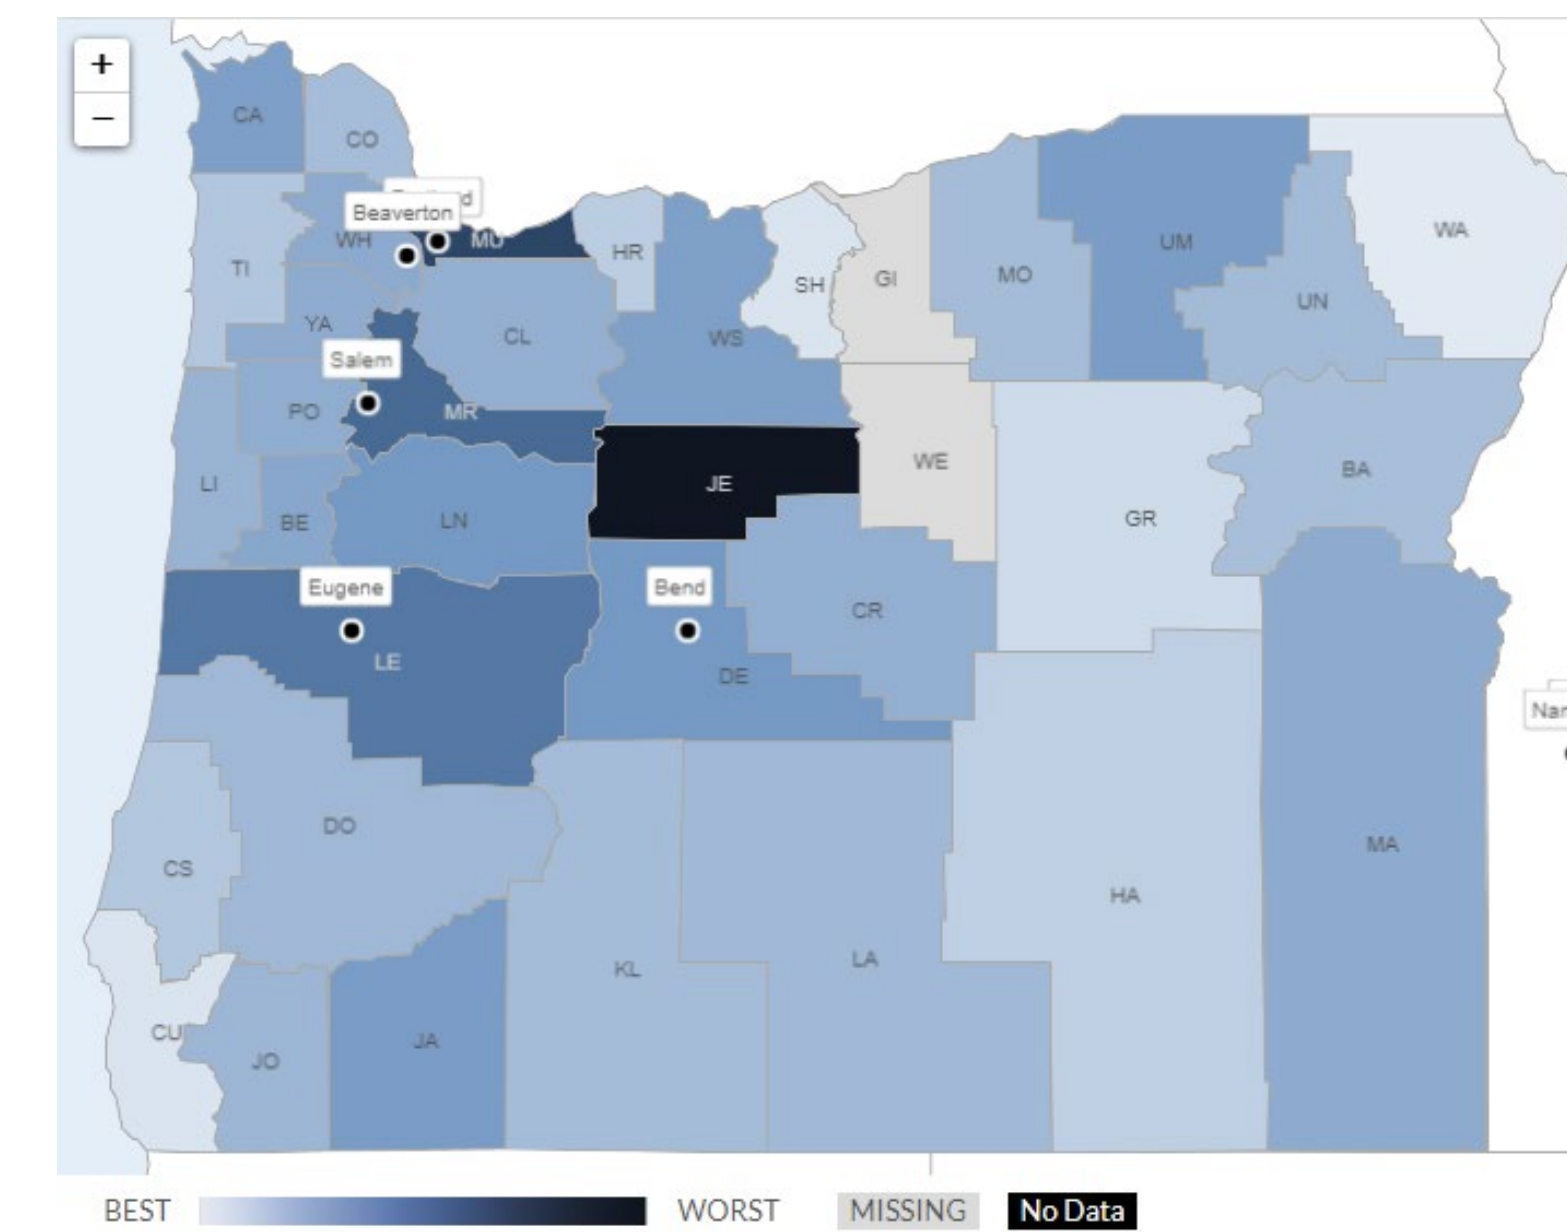 +
−
CA
CO
d
Beaverton
WH
MU
HR
SH
GI
MO
UM
WA
TI
UN
YA
CL
WS
Salem
PO
MR
WE
JE
BA
LI
BE
LN
GR
Eugene
Bend
CR
LE
DE
Nar
DO
MA
CS
HA
KL
LA
CU
JO
JA
BEST
WORST
MISSING
No Data